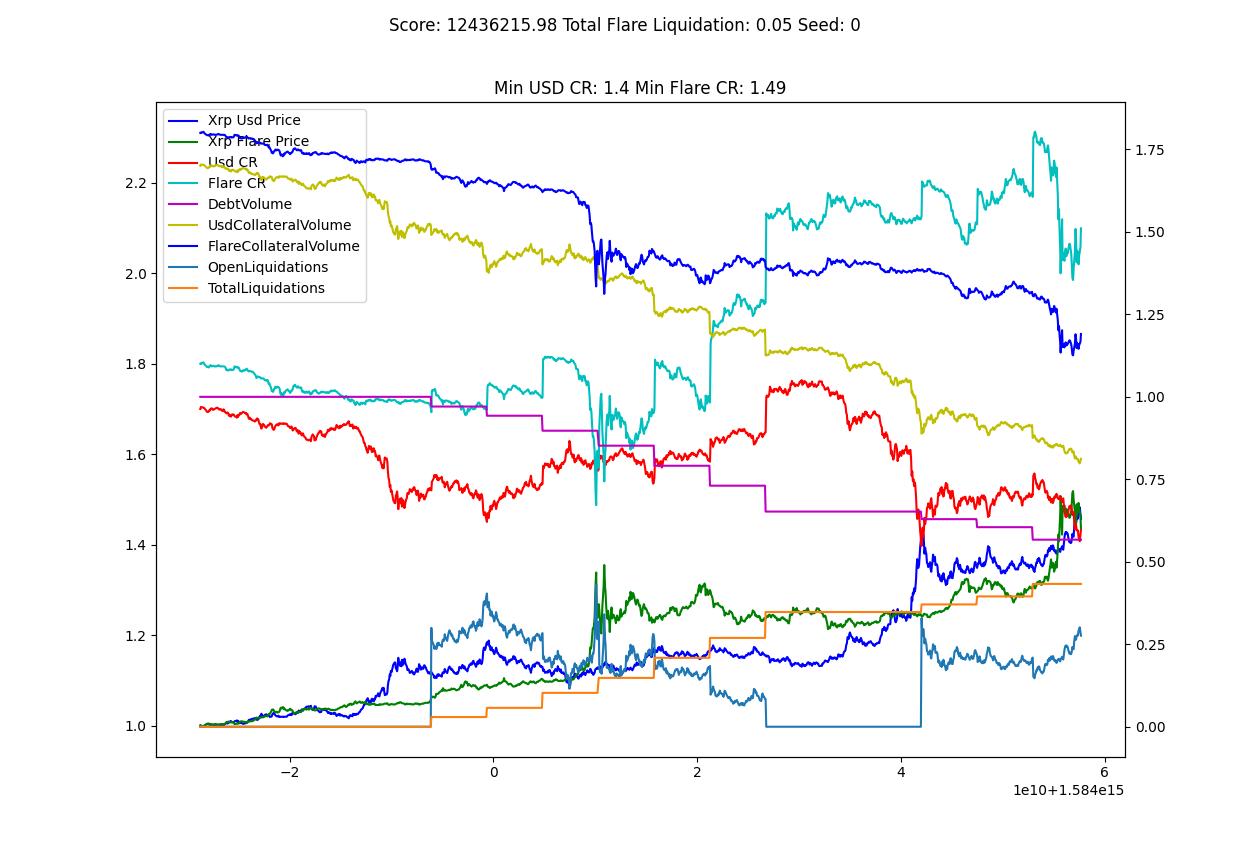 Score: 12436215.98 Total Flare Liquidation: 0.05 Seed: 0
Min USD CR: 1.4 Min Flare CR: 1.49
Xrp Usd Price
Xrp Flare Price
Usd CR
Flare CR
DebtVolume
UsdCollateralVolume
FlareCollateralVolume
OpenLiquidations
TotalLiquidations
2.2
2.0
1.8
1.6
1.4
1.2
1.0
1.75
1.50
1.25
1.00
0.75
0.50
0.25
0.00
−2
0
2
4
6
1e10+1.584e15